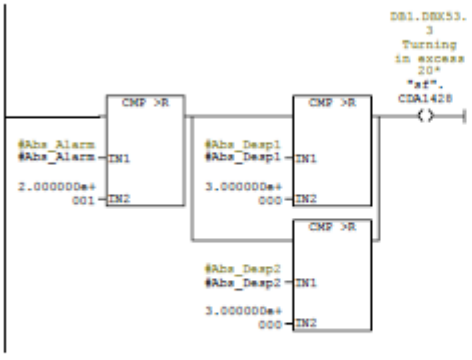 DB1.DBX53.
3
Turning
in excess
20*
"sf".
CDA1428
CMP >R
CMP >R
#Abs_Alarm
#Abs_Alarm IN1
#Abs_Desp1
#Abs_Desp1 IN1
2.000000e+
001 IN2
3.000000e+
000 IN2
CMP >R
#Abs_Desp2
#Abs_Desp2 IN1
3.000000e+
000 IN2